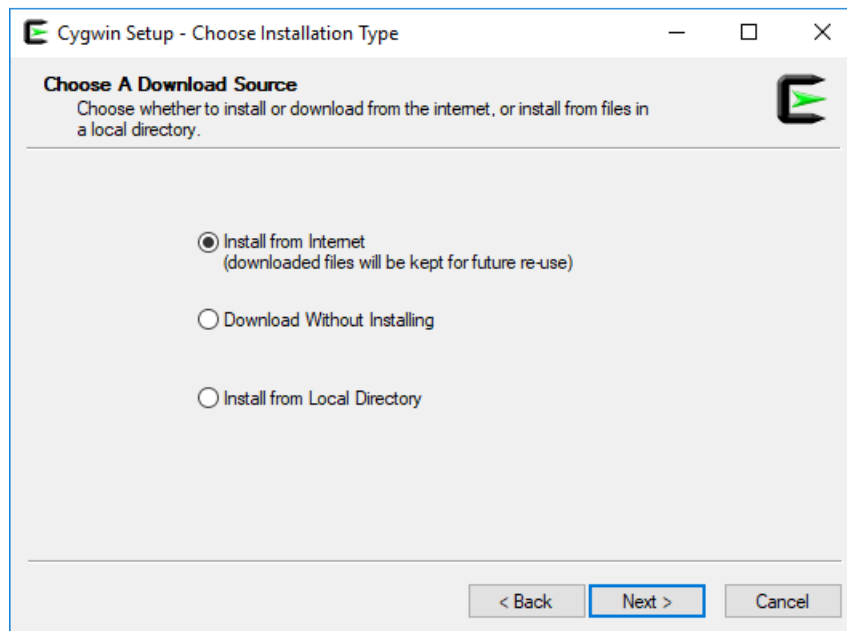 Cygwin Setup - Choose Installation Type
Choose A Download Source
Choose whether to install or download from the internet, or install from files in
a local directory.
Install from Internet
(downloaded files will be kept for future re-use)
Download Without Installing
Install from Local Directory
< Back
Next >
Cancel